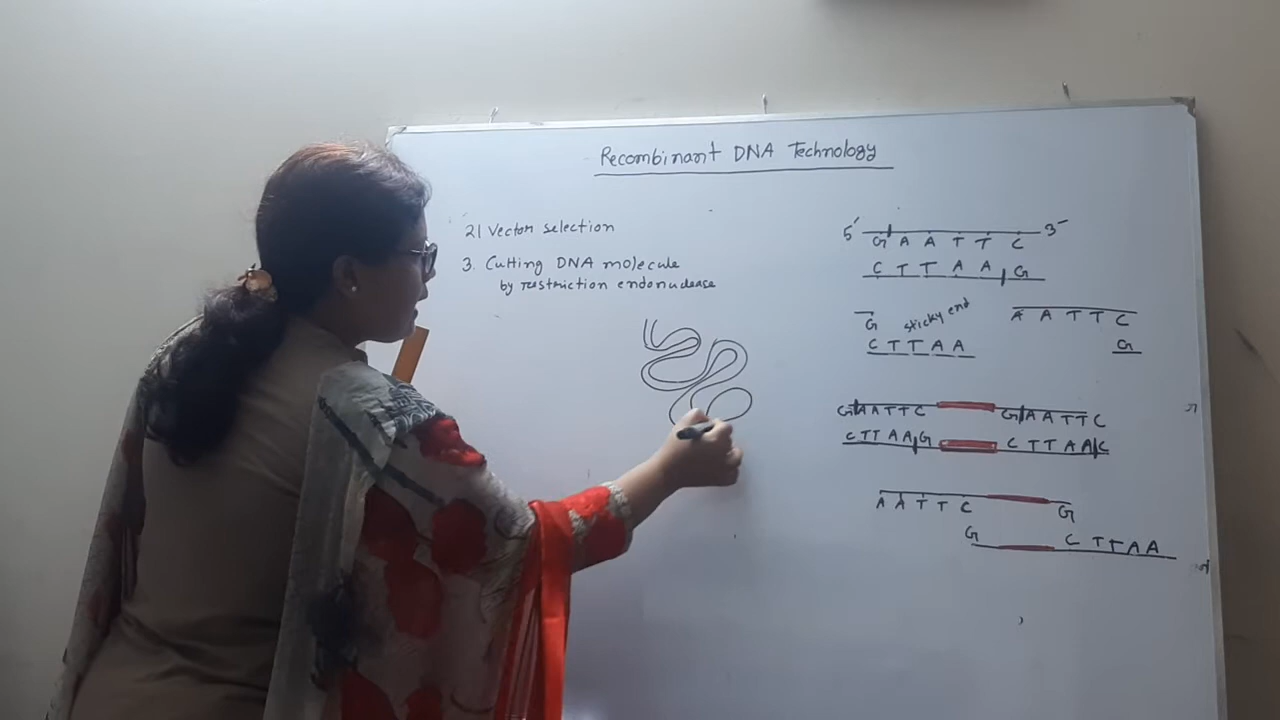 Recombinant DNA Technology
2| Vector selection
3. Cutting DNA molecule
by restriction endonuclease
5' G A A T T C 3'
C T T A A G
G sticky end A A T T C
C T T A A G
G A A T T C G A A T T C
C T T A A G C T T A A C
A A T T C G
G C T T A A